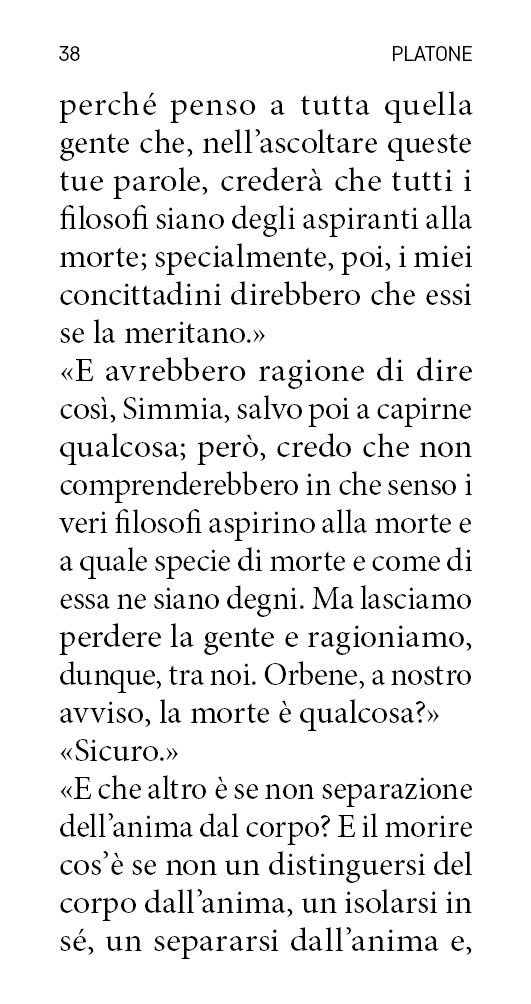 38 PLATONE
perché penso a tutta quella
gente che, nell’ascoltare queste
tue parole, crederà che tutti i
filosofi siano degli aspiranti alla
morte; specialmente, poi, i miei
concittadini direbbero che essi
se la meritano.»
«E avrebbero ragione di dire
così, Simmia, salvo poi a capirne
qualcosa; però, credo che non
comprenderebbero in che senso i
veri filosofi aspirino alla morte e
a quale specie di morte e come di
essa ne siano degni. Ma lasciamo
perdere la gente e ragioniamo,
dunque, tra noi. Orbene, a nostro
avviso, la morte è qualcosa?»
«Sicuro.»
«E che altro è se non separazione
dell’anima dal corpo? E il morire
cos’è se non un distinguersi del
corpo dall’anima, un isolarsi in
sé, un separarsi dall’anima e,